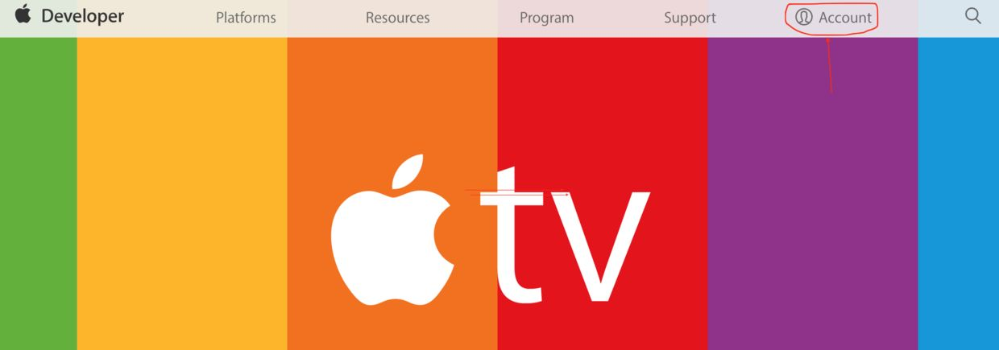 Developer Platforms Resources Program Support Account
tv